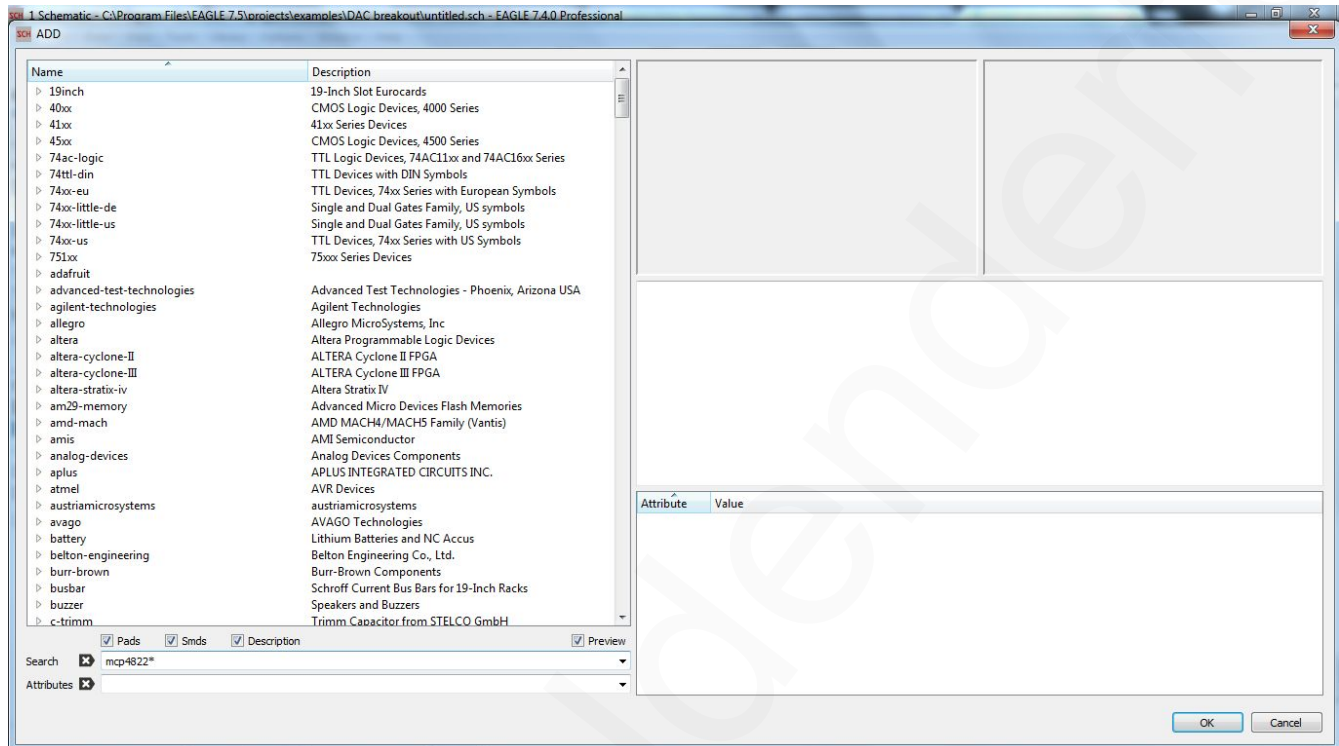 1 Schematic - C:\Program Files\EAGLE 7.5\projects\examples\DAC breakout\untitled.sch - EAGLE 7.4.0 Professional
SCH ADD
Name Description
19inch 19-Inch Slot Eurocards
40xx CMOS Logic Devices, 4000 Series
41xx 41xx Series Devices
45xx CMOS Logic Devices, 4500 Series
74ac-logic TTL Logic Devices, 74AC11xx and 74AC16xx Series
74ttl-din TTL Devices with DIN Symbols
74xx-eu TTL Devices, 74xx Series with European Symbols
74xx-little-de Single and Dual Gates Family, US symbols
74xx-little-us Single and Dual Gates Family, US symbols
74xx-us TTL Devices, 74xx Series with US Symbols
751xx 75xxx Series Devices
adafruit
advanced-test-technologies Advanced Test Technologies - Phoenix, Arizona USA
agilent-technologies Agilent Technologies
allegro Allegro MicroSystems, Inc
altera Altera Programmable Logic Devices
altera-cyclone-II ALTERA Cyclone II FPGA
altera-cyclone-III ALTERA Cyclone III FPGA
altera-stratix-iv Altera Stratix IV
am29-memory Advanced Micro Devices Flash Memories
amd-mach AMD MACH4/MACH5 Family (Vantis)
amis AMI Semiconductor
analog-devices Analog Devices Components
aplus APLUS INTEGRATED CIRCUITS INC.
atmel AVR Devices
austriamicrosystems austriamicrosystems
avago AVAGO Technologies
battery Lithium Batteries and NC Accus
belton-engineering Belton Engineering Co., Ltd.
burr-brown Burr-Brown Components
busbar Schroff Current Bus Bars for 19-Inch Racks
buzzer Speakers and Buzzers
c-trimm Trimm Capacitor from STELCO GmbH
Pads Smds Description Preview
Search mcp4822*
Attributes
Attribute Value
OK Cancel